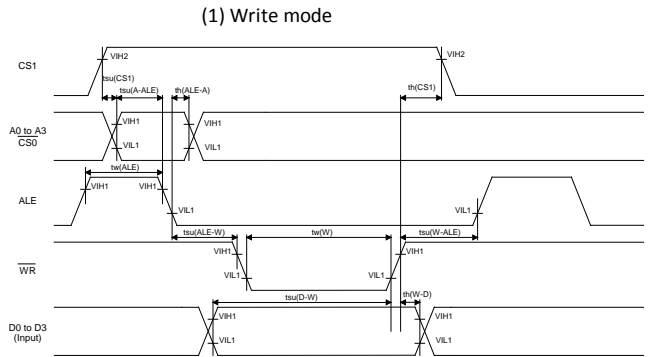 (1) Write mode
CS1
VIH2
VIH2
tsu(CS1)
tsu(A-ALE)
th(ALE-A)
th(CS1)
A0 to A3
CS0
VIH1
VIH1
VIL1
VIL1
tw(ALE)
ALE
VIH1
VIH1
VIL1
VIL1
tsu(ALE-W)
tw(W)
tsu(W-ALE)
WR
VIH1
VIH1
VIL1
VIL1
tsu(D-W)
th(W-D)
D0 to D3
(Input)
VIH1
VIH1
VIL1
VIL1